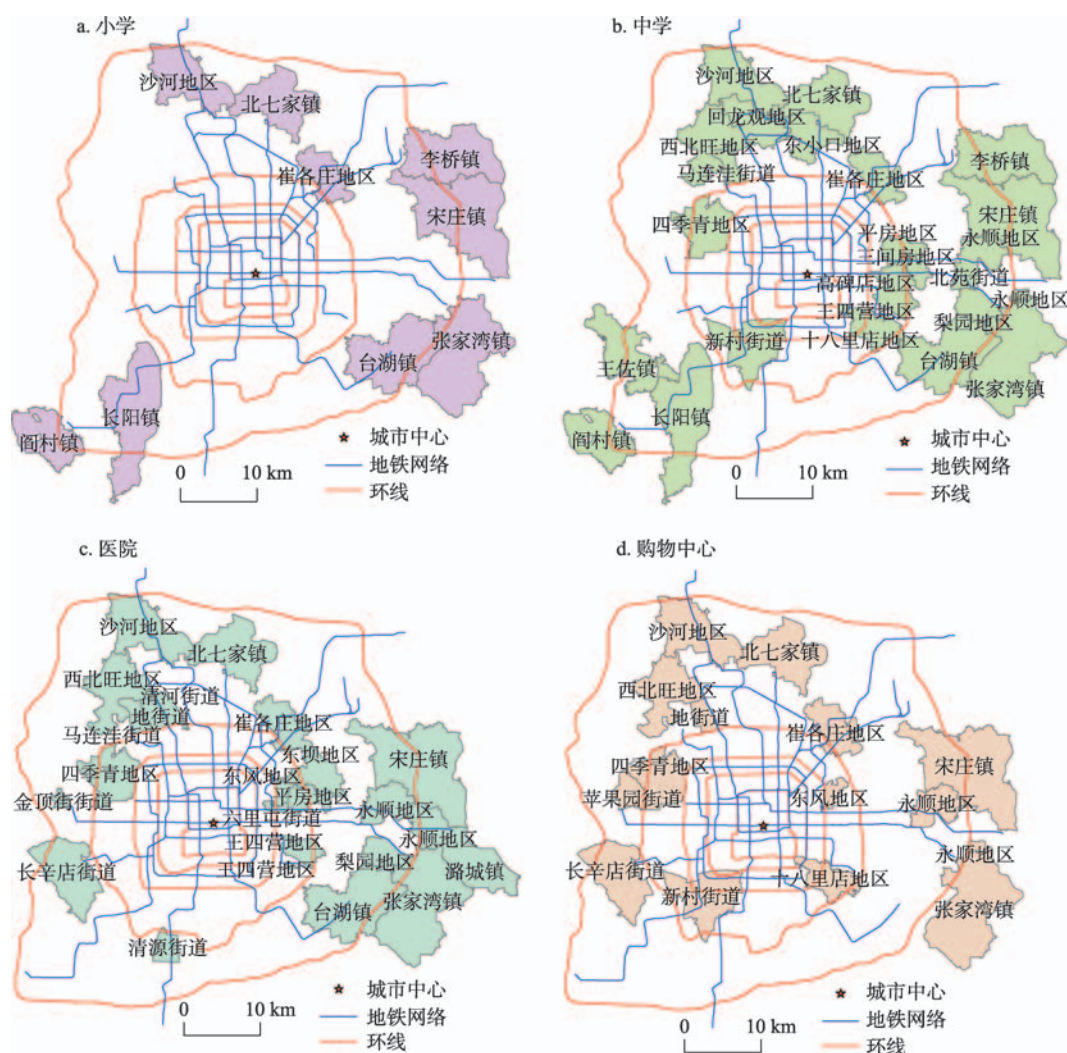 a. 小学
沙河地区
北七家镇
李桥镇
崔各庄地区
宋庄镇
张家湾镇
台湖镇
长阳镇
阎村镇
城市中心
地铁网络
环线
0 10 km
b. 中学
沙河地区
北七家镇
回龙观地区
西北旺地区
东小口地区
李桥镇
马连洼街道
崔各庄地区
宋庄镇
四季青地区
平房地区
永顺地区
三间房地区
北苑街道
高碑店地区
永顺地区
王四营地区
梨园地区
新村街道
十八里店地区
台湖镇
王佐镇
张家湾镇
长阳镇
阎村镇
城市中心
地铁网络
环线
0 10 km
c. 医院
沙河地区
北七家镇
西北旺地区
清河街道
地街道
崔各庄地区
马连洼街道
东坝地区
宋庄镇
四季青地区
东风地区
金顶街街道
平房地区
永顺地区
六里屯街道
永顺地区
王四营地区
梨园地区
长辛店街道
王四营地区
潞城镇
张家湾镇
台湖镇
清源街道
城市中心
地铁网络
环线
0 10 km
d. 购物中心
沙河地区
北七家镇
西北旺地区
地街道
崔各庄地区
四季青地区
宋庄镇
苹果园街道
东风地区
永顺地区
永顺地区
长辛店街道
十八里店地区
新村街道
张家湾镇
城市中心
地铁网络
环线
0 10 km